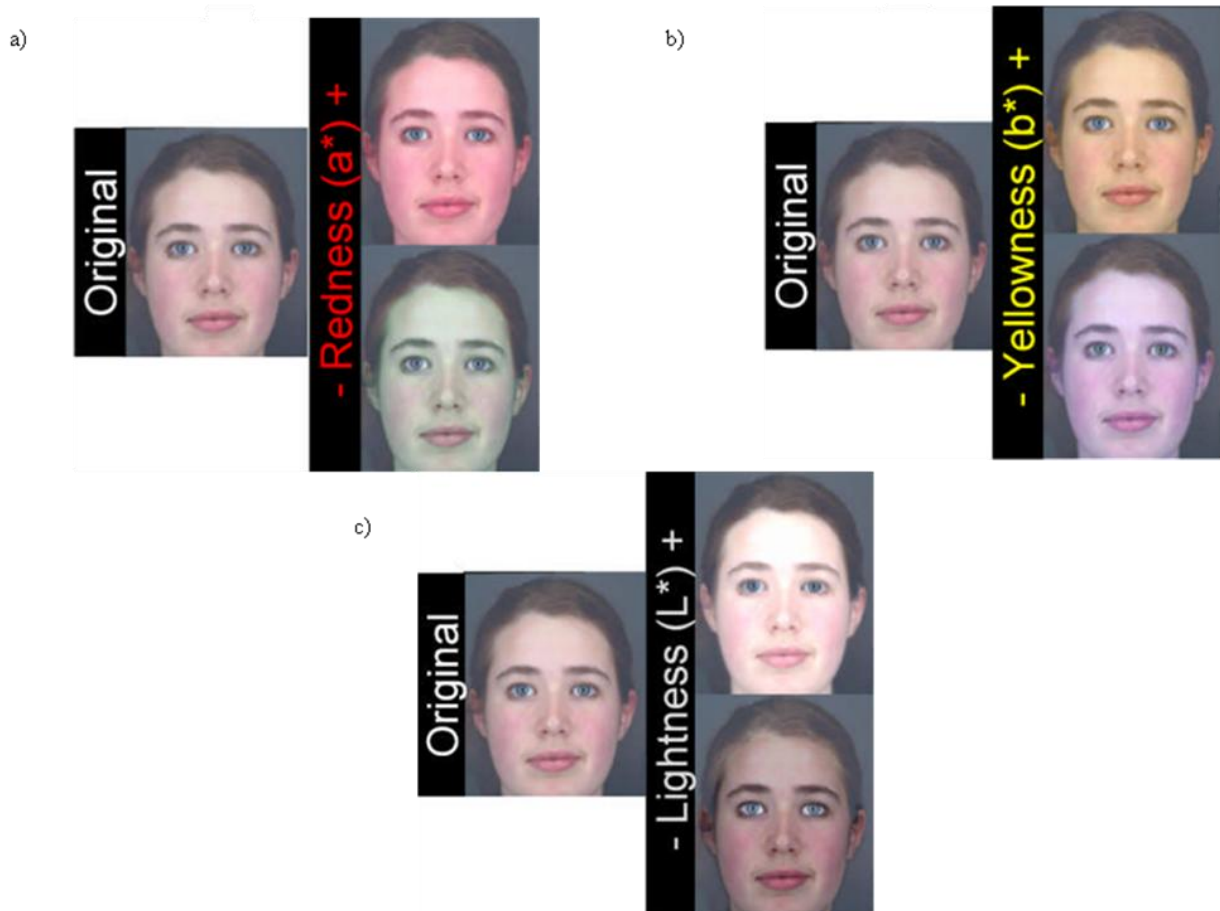 a)
Original
- Redness (a*) +
b)
Original
- Yellowness (b*) +
c)
Original
- Lightness (L*) +